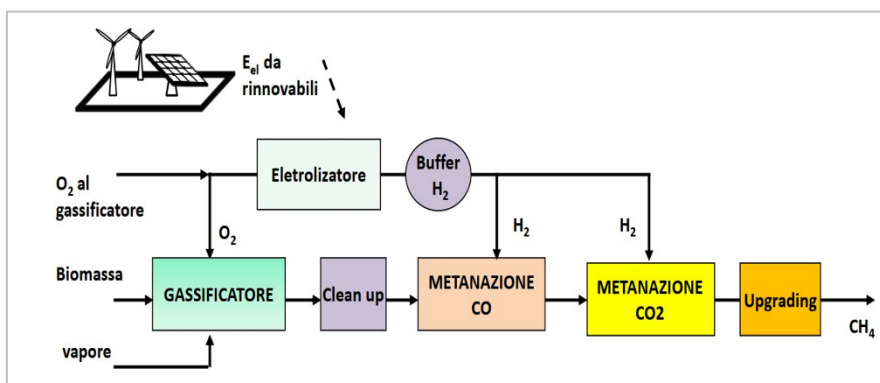 E_el da
rinnovabili
Eletrolizatore
Buffer
H₂
O₂ al
gassificatore
O₂
H₂
H₂
Biomassa
GASSIFICATORE
Clean up
METANAZIONE
CO
METANAZIONE
CO2
Upgrading
CH₄
vapore